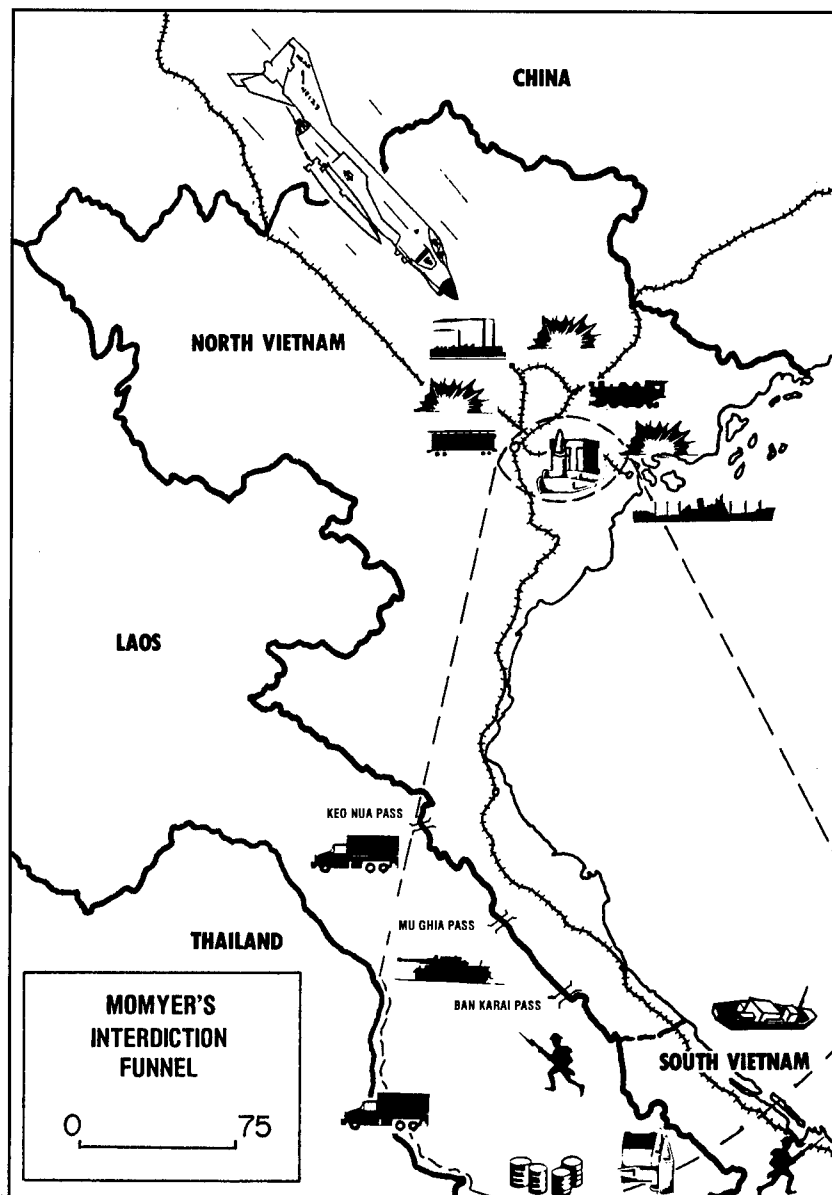 CHINA
NORTH VIETNAM
LAOS
KEO NUA PASS
THAILAND
MU GHIA PASS
BAN KARAI PASS
SOUTH VIETNAM
MOMYER'S
INTERDICTION
FUNNEL
0 75